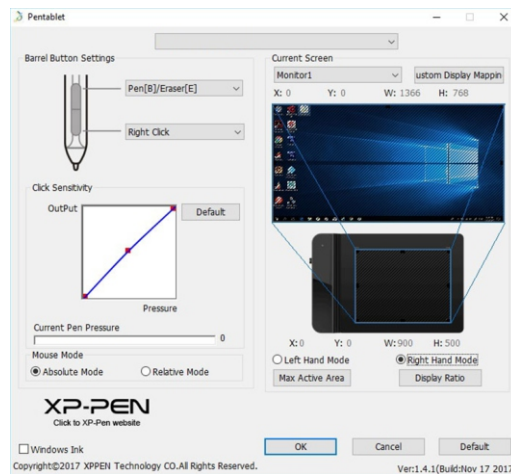 Pentablet
Barrel Button Settings
Pen[B]/Eraser[E]
Right Click
Click Sensitivity
OutPut
Default
Pressure
Current Pen Pressure
0
Mouse Mode
Absolute Mode
Relative Mode
XP-PEN
Click to XP-Pen website
Windows Ink
Copyright©2017 XPPEN Technology CO.All Rights Reserved.
Current Screen
Monitor1
ustom Display Mappin
X: 0 Y: 0 W: 1366 H: 768
X:0 Y: 0 W:900 H: 500
Left Hand Mode
Right Hand Mode
Max Active Area
Display Ratio
OK
Cancel
Default
Ver:1.4.1(Build:Nov 17 2017